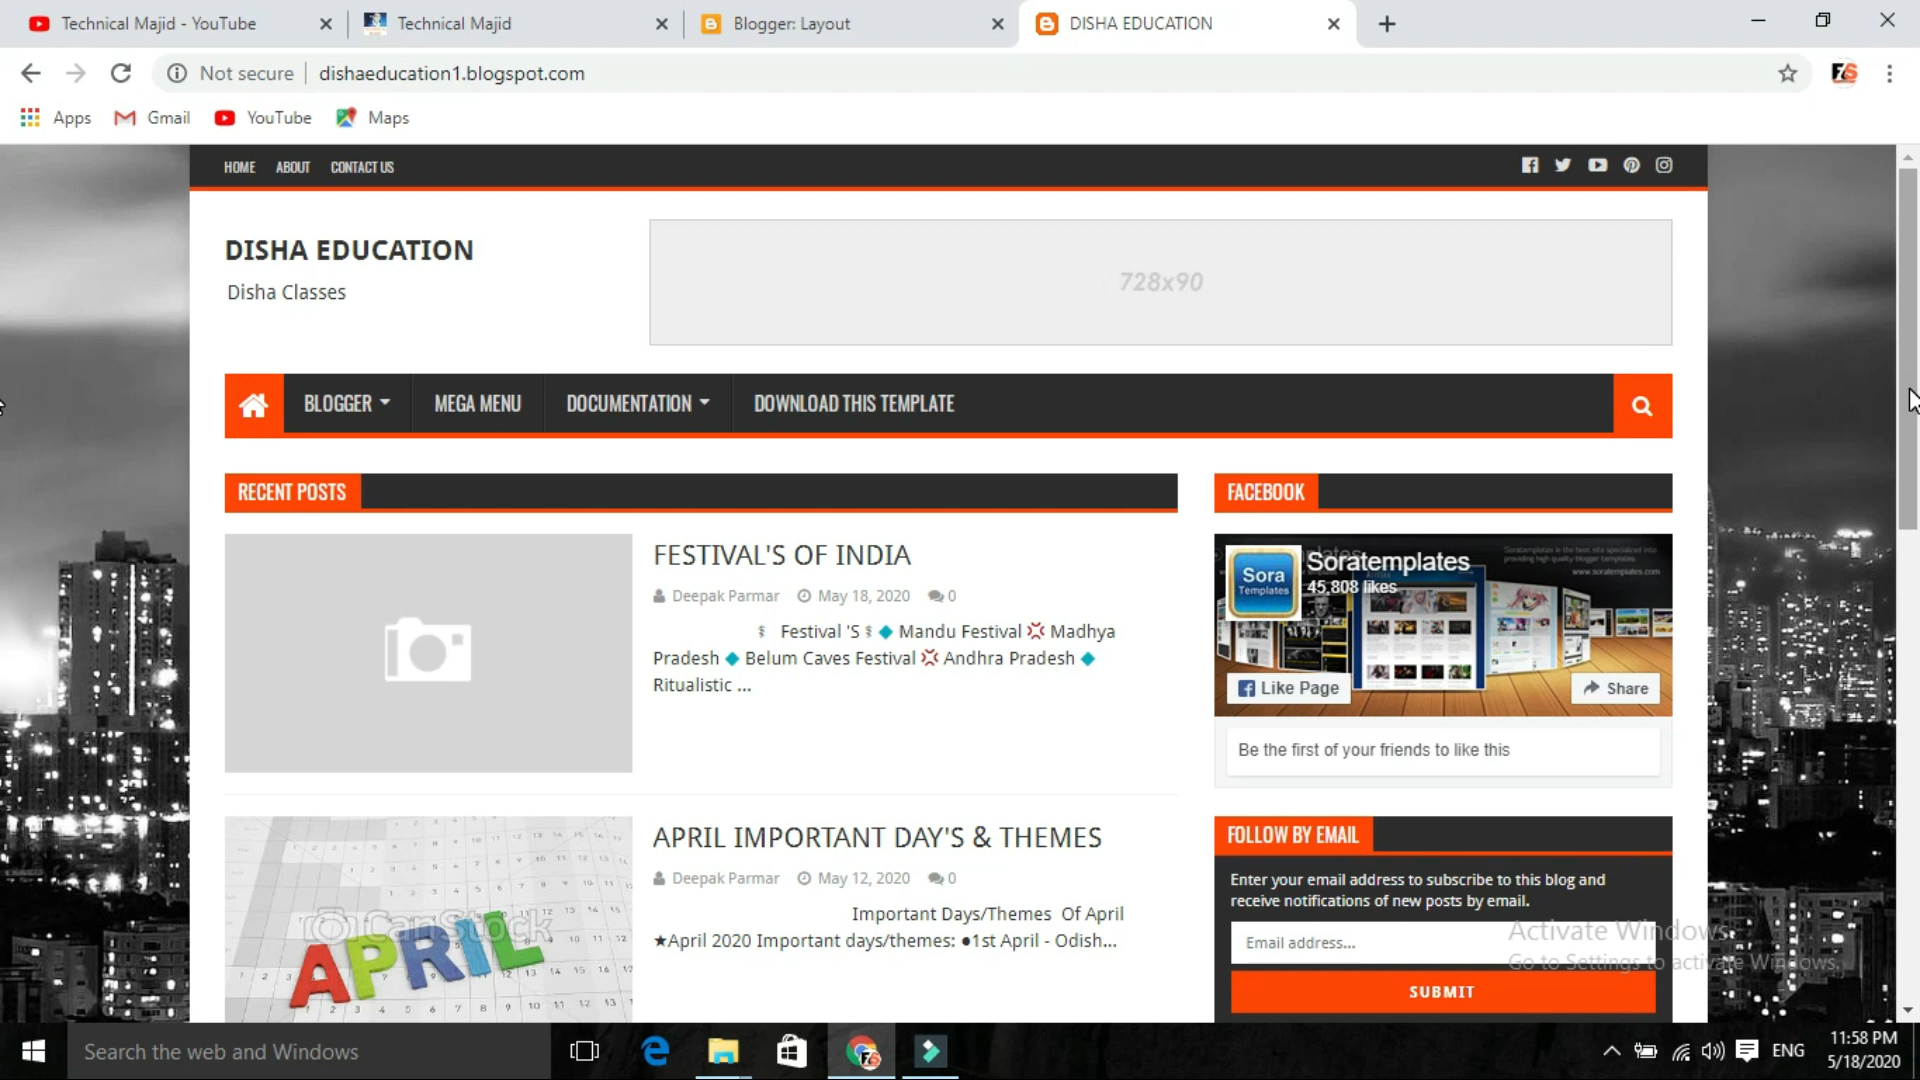 Technical Majid - YouTube
Technical Majid
Blogger: Layout
DISHA EDUCATION
Not secure
dishaeducation1.blogspot.com
Apps
Gmail
YouTube
Maps
HOME
ABOUT
CONTACT US
DISHA EDUCATION
Disha Classes
728x90
BLOGGER
MEGA MENU
DOCUMENTATION
DOWNLOAD THIS TEMPLATE
RECENT POSTS
FESTIVAL'S OF INDIA
Deepak Parmar May 18, 2020 0
Festival 'S Mandu Festival 💢 Madhya
Pradesh 🔹 Belum Caves Festival 💢 Andhra Pradesh 🔹
Ritualistic ...
APRIL
CanStock
APRIL IMPORTANT DAY'S & THEMES
Deepak Parmar May 12, 2020 0
Important Days/Themes Of April
★April 2020 Important days/themes: ●1st April - Odish...
FACEBOOK
Sora
Templates
Soratemplates
45,808 likes
www.soratemplates.com
Like Page
Share
Be the first of your friends to like this
FOLLOW BY EMAIL
Enter your email address to subscribe to this blog and
receive notifications of new posts by email.
Email address...
SUBMIT
Activate Windows
Go to Settings to activate Windows.
Search the web and Windows
ENG
11:58 PM
5/18/2020